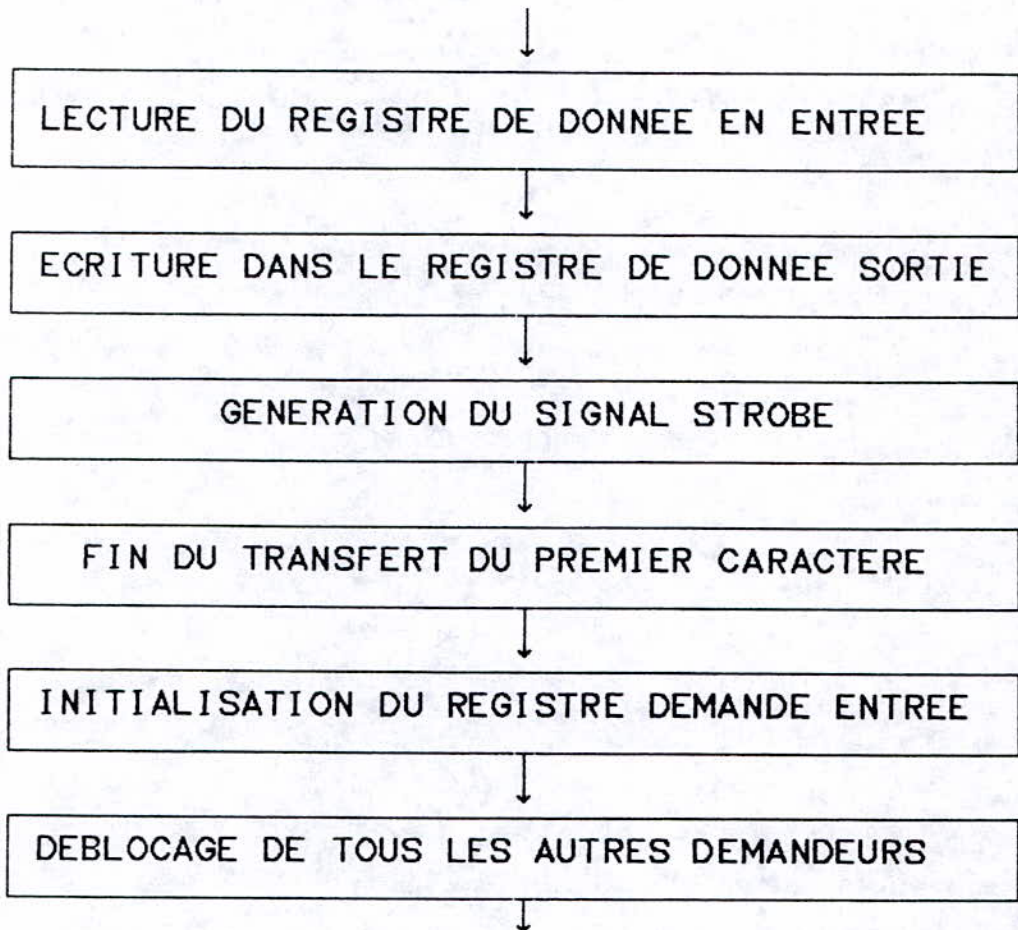 LECTURE DU REGISTRE DE DONNEE EN ENTREE
ECRITURE DANS LE REGISTRE DE DONNEE SORTIE
GENERATION DU SIGNAL STROBE
FIN DU TRANSFERT DU PREMIER CARACTERE
INITIALISATION DU REGISTRE DEMANDE ENTREE
DEBLOCAGE DE TOUS LES AUTRES DEMANDEURS